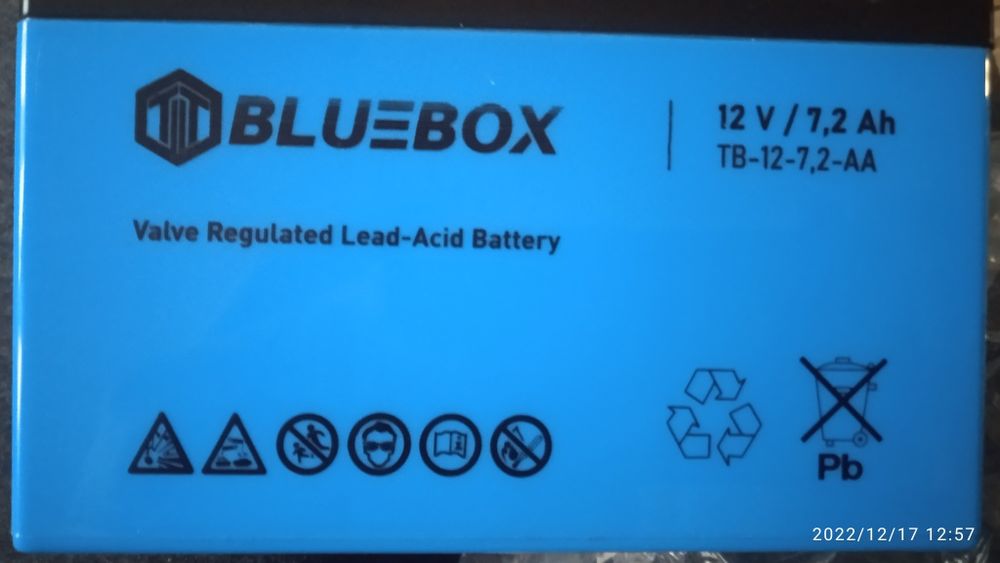 BLUEBOX
12 V / 7,2 Ah
TB-12-7,2-AA
Valve Regulated Lead-Acid Battery
Pb
2022/12/17 12:57